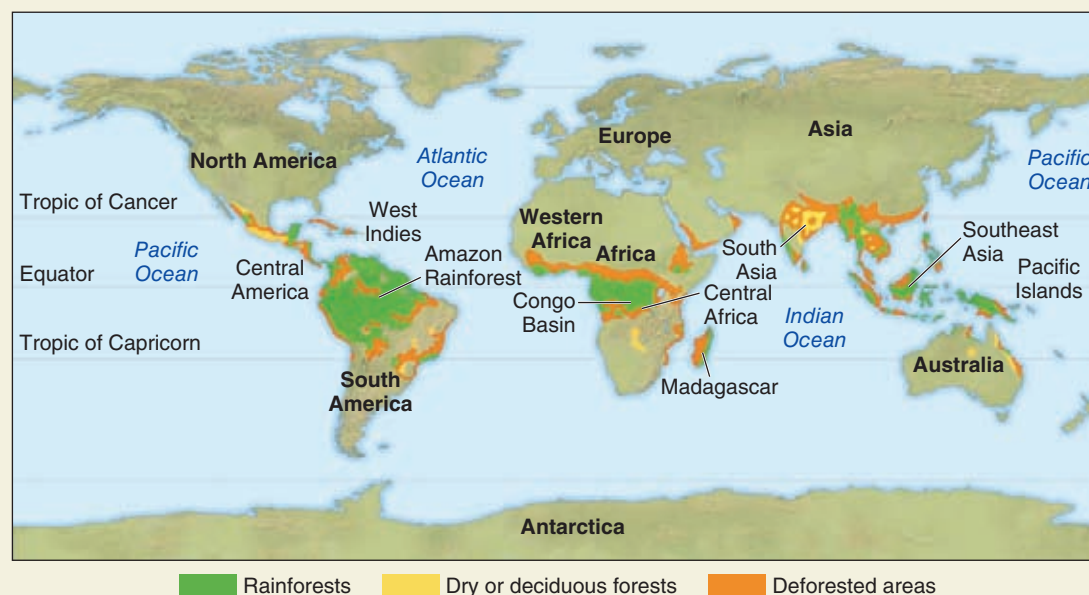 North America
Atlantic
Ocean
Europe
Asia
Pacific
Ocean
Tropic of Cancer
West
Indies
Western
Africa
Africa
South
Asia
Southeast
Asia
Pacific
Ocean
Amazon
Rainforest
Equator
Central
America
Congo
Basin
Central
Africa
Indian
Ocean
Pacific
Islands
Tropic of Capricorn
South
America
Madagascar
Australia
Antarctica
Rainforests
Dry or deciduous forests
Deforested areas